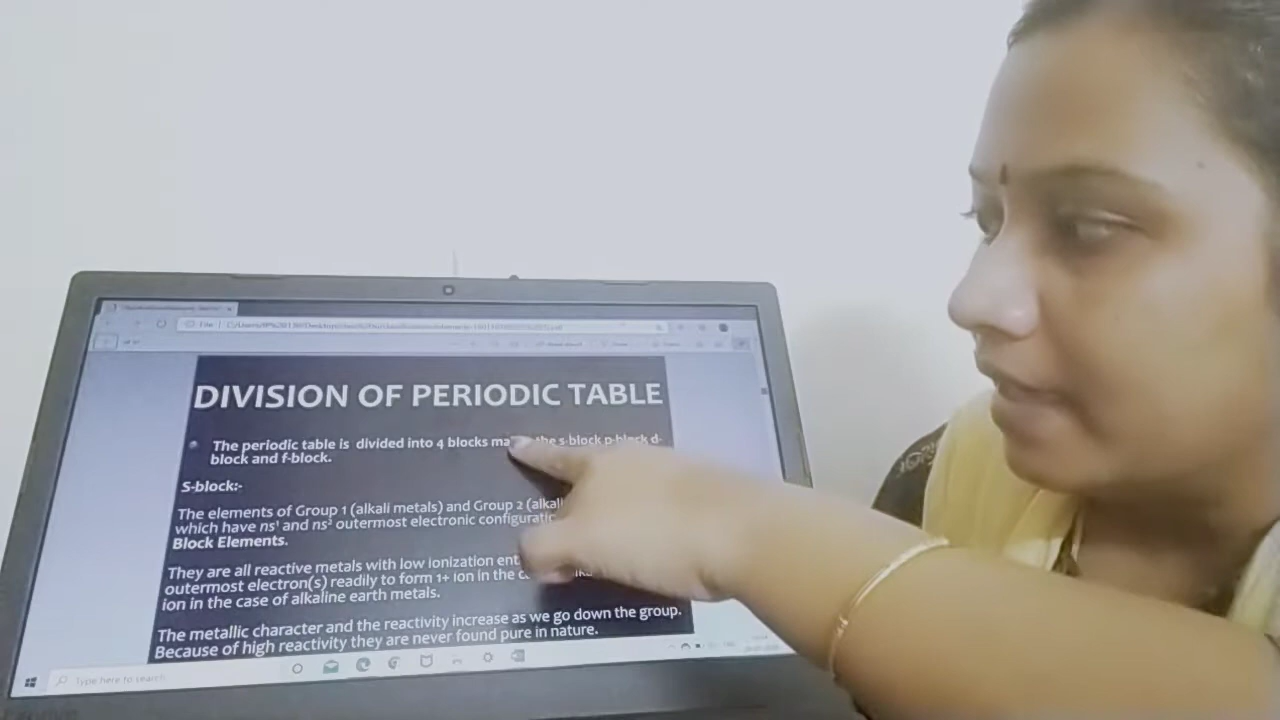 File
DIVISION OF PERIODIC TABLE
The periodic table is divided into 4 blocks the s-block p-block d-
block and f-block.
S-block:-
The elements of Group 1 (alkali metals) and Group 2
which have ns¹ and ns² outermost electronic
Block Elements.
They are all reactive metals with low ionization
outermost electron(s) readily to form 1+ ion in the
ion in the case of alkaline earth metals.
The metallic character and the reactivity increase as we go down the group.
Because of high reactivity they are never found pure in nature.
Type here to search